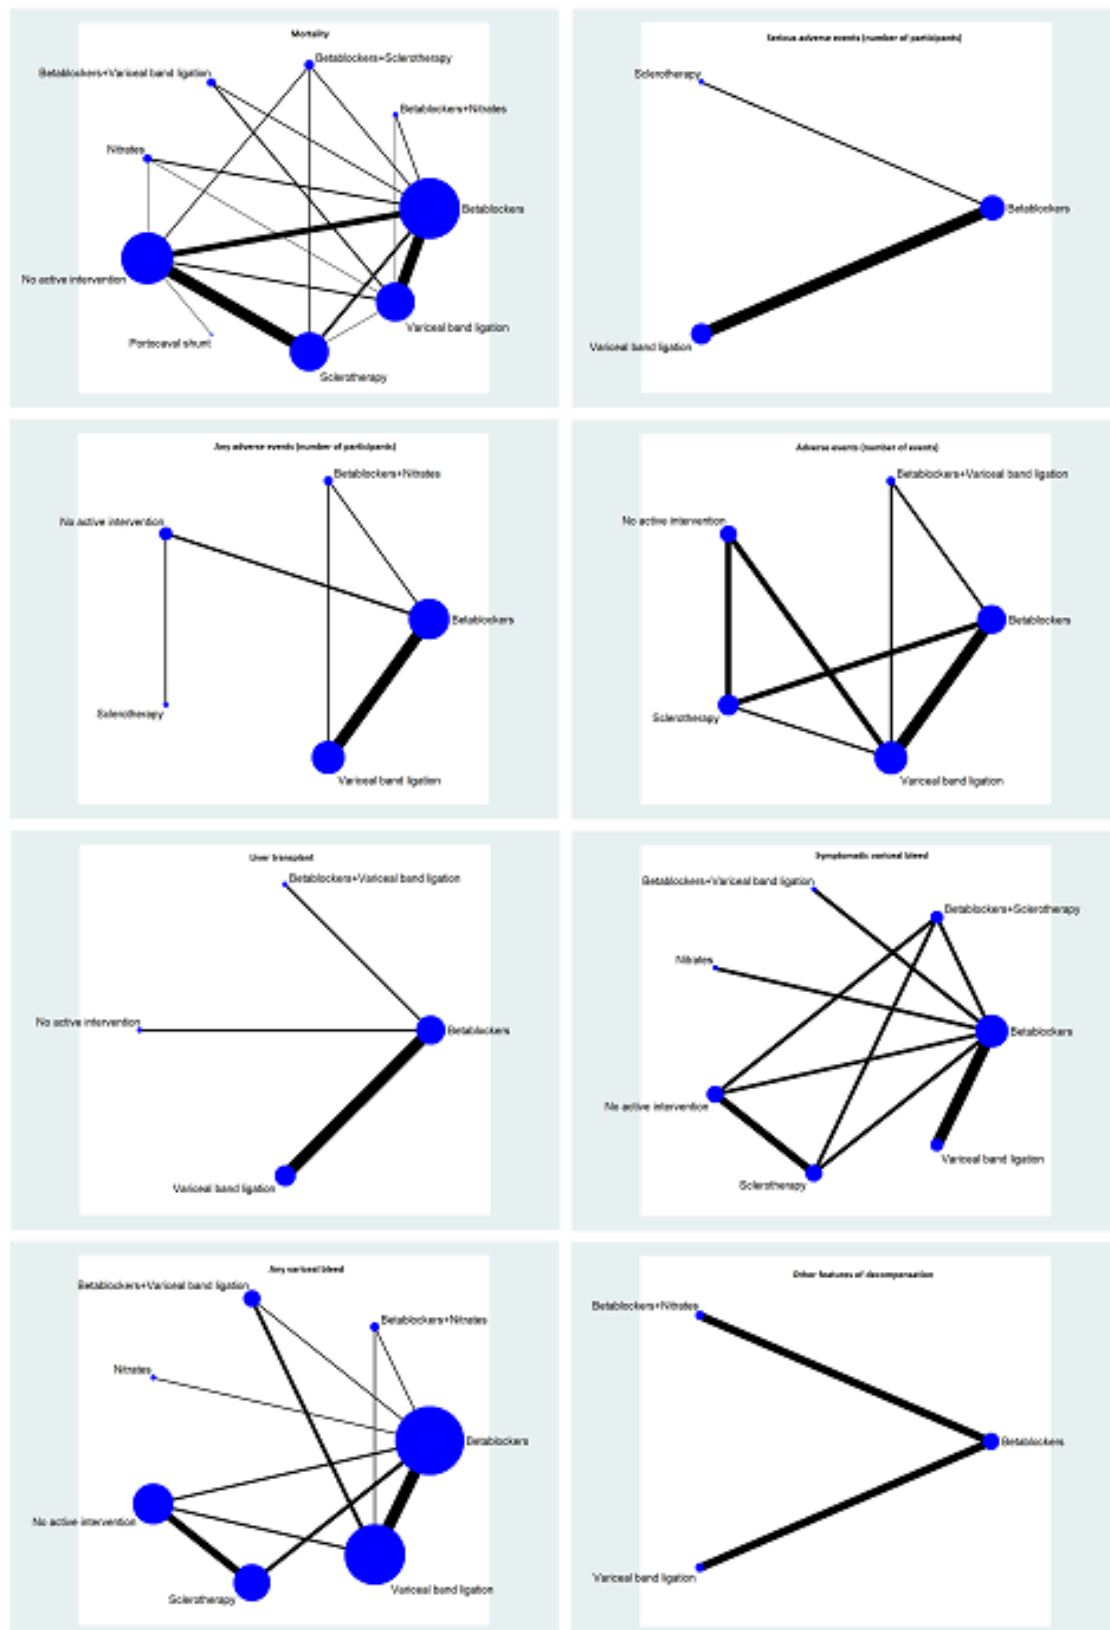 Mortality
Betablockers+Sclerotherapy
Betablockers+Variceal band ligation
Betablockers+Nitrates
Nitrates
Betablockers
No active intervention
Variceal band ligation
Portocaval shunt
Sclerotherapy
Serious adverse events (number of participants)
Sclerotherapy
Betablockers
Variceal band ligation
Any adverse events (number of participants)
Betablockers+Nitrates
No active intervention
Betablockers
Sclerotherapy
Variceal band ligation
Adverse events (number of events)
Betablockers+Variceal band ligation
No active intervention
Betablockers
Sclerotherapy
Variceal band ligation
Liver transplant
Betablockers+Variceal band ligation
No active intervention
Betablockers
Variceal band ligation
Symptomatic variceal bleed
Betablockers+Variceal band ligation
Betablockers+Sclerotherapy
Nitrates
Betablockers
No active intervention
Variceal band ligation
Sclerotherapy
Any variceal bleed
Betablockers+Variceal band ligation
Betablockers+Nitrates
Nitrates
Betablockers
No active intervention
Variceal band ligation
Sclerotherapy
Other features of decompensation
Betablockers+Nitrates
Betablockers
Variceal band ligation